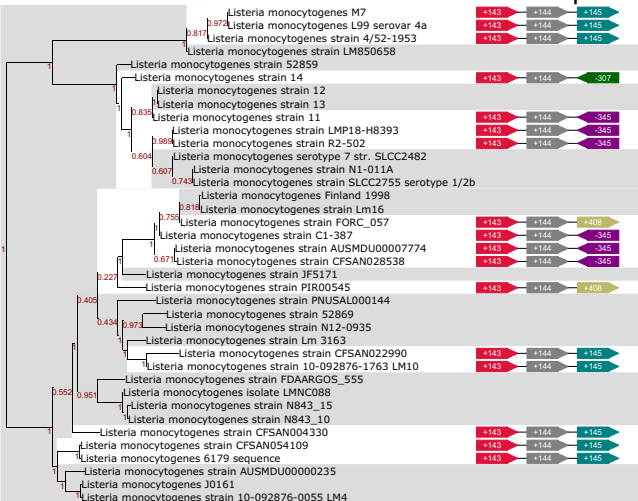 Listeria monocytogenes M7 +143 +144 +145
0.972
Listeria monocytogenes L99 serovar 4a +143 +144 +145
0.817
Listeria monocytogenes strain 4/52-1953 +143 +144 +145
1
Listeria monocytogenes strain LM850658
1
Listeria monocytogenes strain 52859
Listeria monocytogenes strain 14 +143 +144 -307
1
Listeria monocytogenes strain 12
1
Listeria monocytogenes strain 13
0.835
Listeria monocytogenes strain 11 +143 +144 -345
1
Listeria monocytogenes strain LMP18-H8393 +143 +144 -345
0.989
Listeria monocytogenes strain R2-502 +143 +144 -345
0.604
Listeria monocytogenes serotype 7 str. SLCC2482
0.607
Listeria monocytogenes strain N1-011A
0.743
Listeria monocytogenes strain SLCC2755 serotype 1/2b
Listeria monocytogenes Finland 1998
0.818
Listeria monocytogenes strain Lm16
0.755
Listeria monocytogenes strain FORC_057 +143 +144 +408
Listeria monocytogenes strain C1-387 +143 +144 -345
1
1
Listeria monocytogenes strain AUSMDU00007774 +143 +144 -345
0.671
Listeria monocytogenes strain CFSAN028538 +143 +144 -345
1
Listeria monocytogenes strain JF5171
0.227
1
Listeria monocytogenes strain PIR00545 +143 +144 +408
0.405
Listeria monocytogenes strain PNUSAL000144
Listeria monocytogenes strain 52869
0.434
0.973
Listeria monocytogenes strain N12-0935
1
Listeria monocytogenes strain Lm 3163
1
Listeria monocytogenes strain CFSAN022990 +143 +144 +145
1
Listeria monocytogenes strain 10-092876-1763 LM10 +143 +144 +145
Listeria monocytogenes strain FDAARGOS_555
0.552
0.951
Listeria monocytogenes isolate LMNC088
1
Listeria monocytogenes strain N843_15
1
Listeria monocytogenes strain N843_10
Listeria monocytogenes strain CFSAN004330 +143 +144 +145
1
Listeria monocytogenes strain CFSAN054109 +143 +144 +145
1
Listeria monocytogenes 6179 sequence +143 +144 +145
1
Listeria monocytogenes strain AUSMDU00000235
1
Listeria monocytogenes J0161
1
Listeria monocytogenes strain 10-092876-0055 LM4